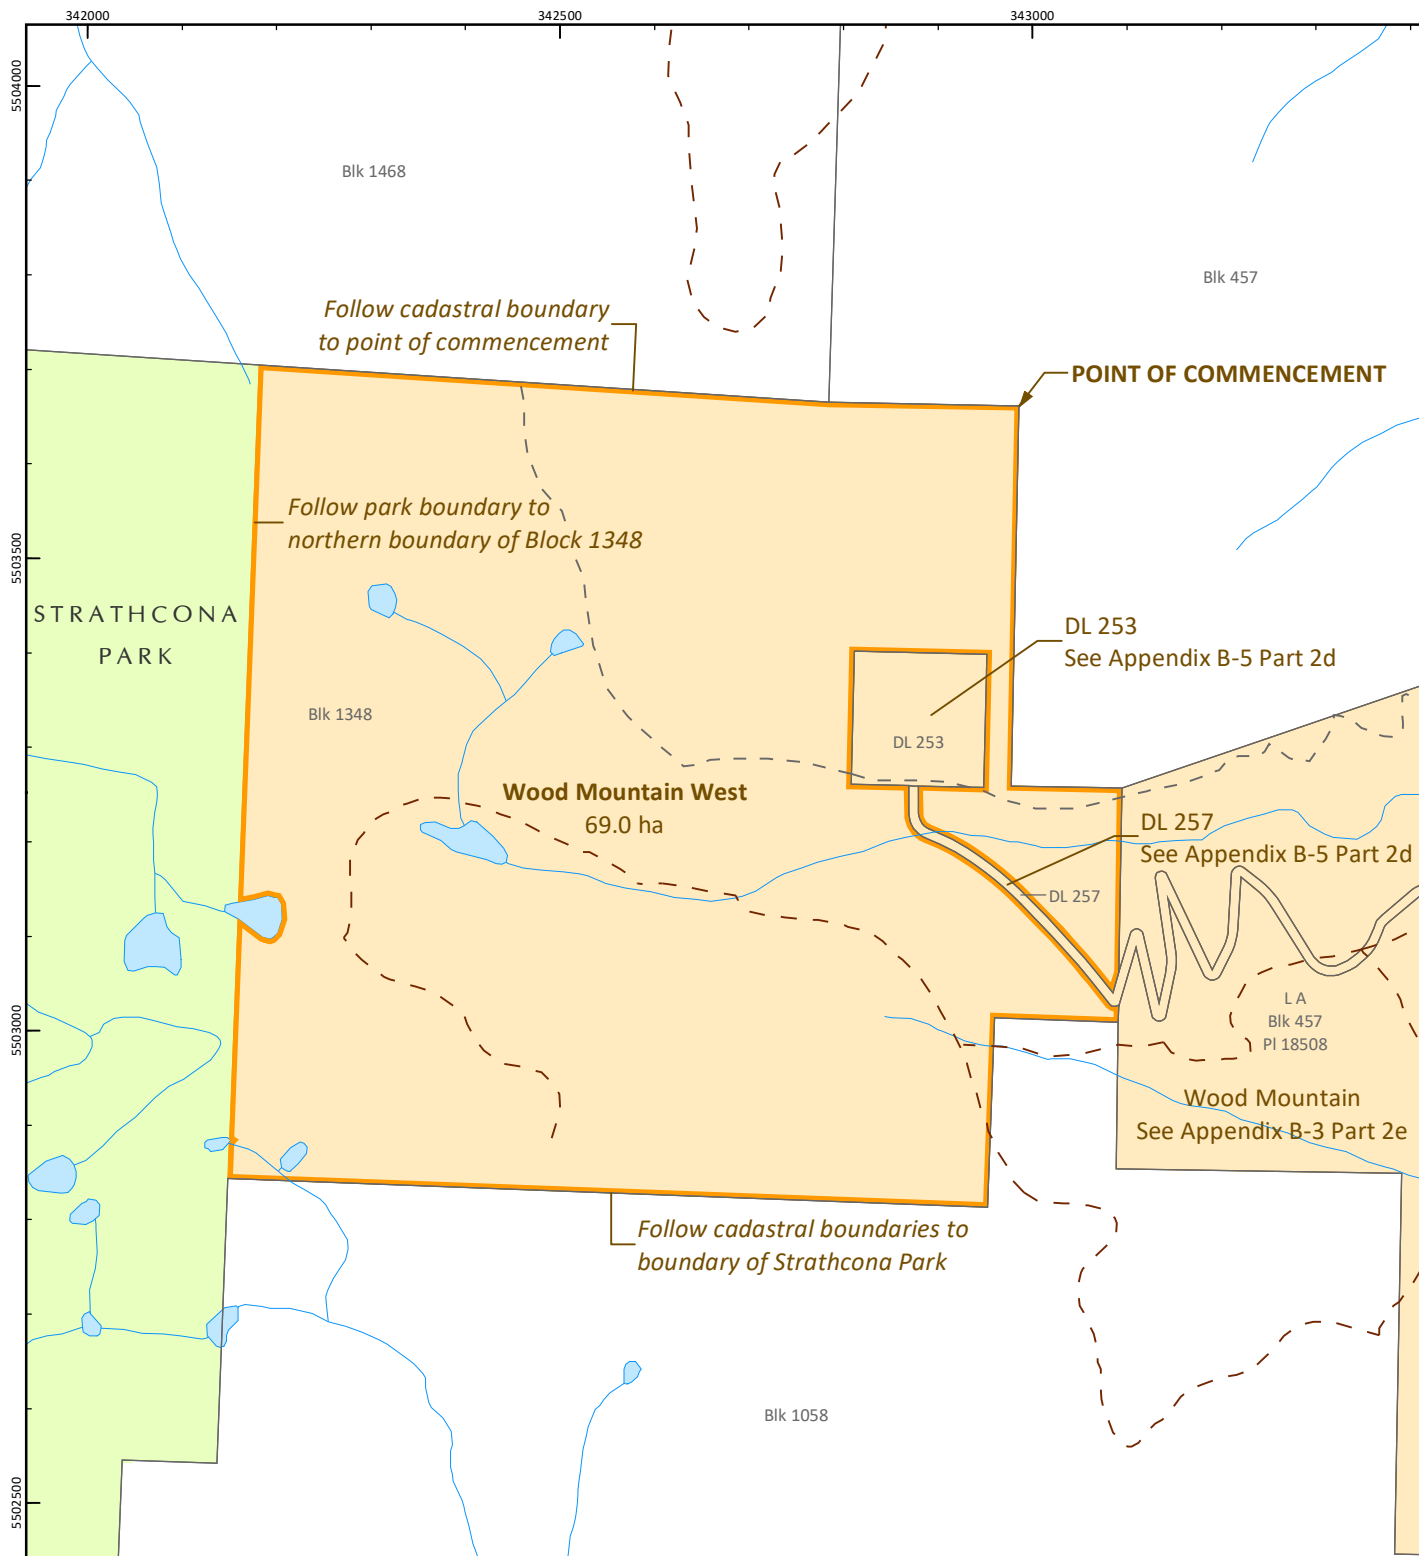 342000
342500
343000
5504000
Blk 1468
Blk 457
Follow cadastral boundary
to point of commencement
POINT OF COMMENCEMENT
Follow park boundary to
northern boundary of Block 1348
5503500
STRATHCONA
PARK
DL 253
See Appendix B-5 Part 2d
Blk 1348
DL 253
Wood Mountain West
69.0 ha
DL 257
See Appendix B-5 Part 2d
DL 257
5503000
L A
Blk 457
Pl 18508
Wood Mountain
See Appendix B-3 Part 2e
Follow cadastral boundaries to
boundary of Strathcona Park
Blk 1058
5502500